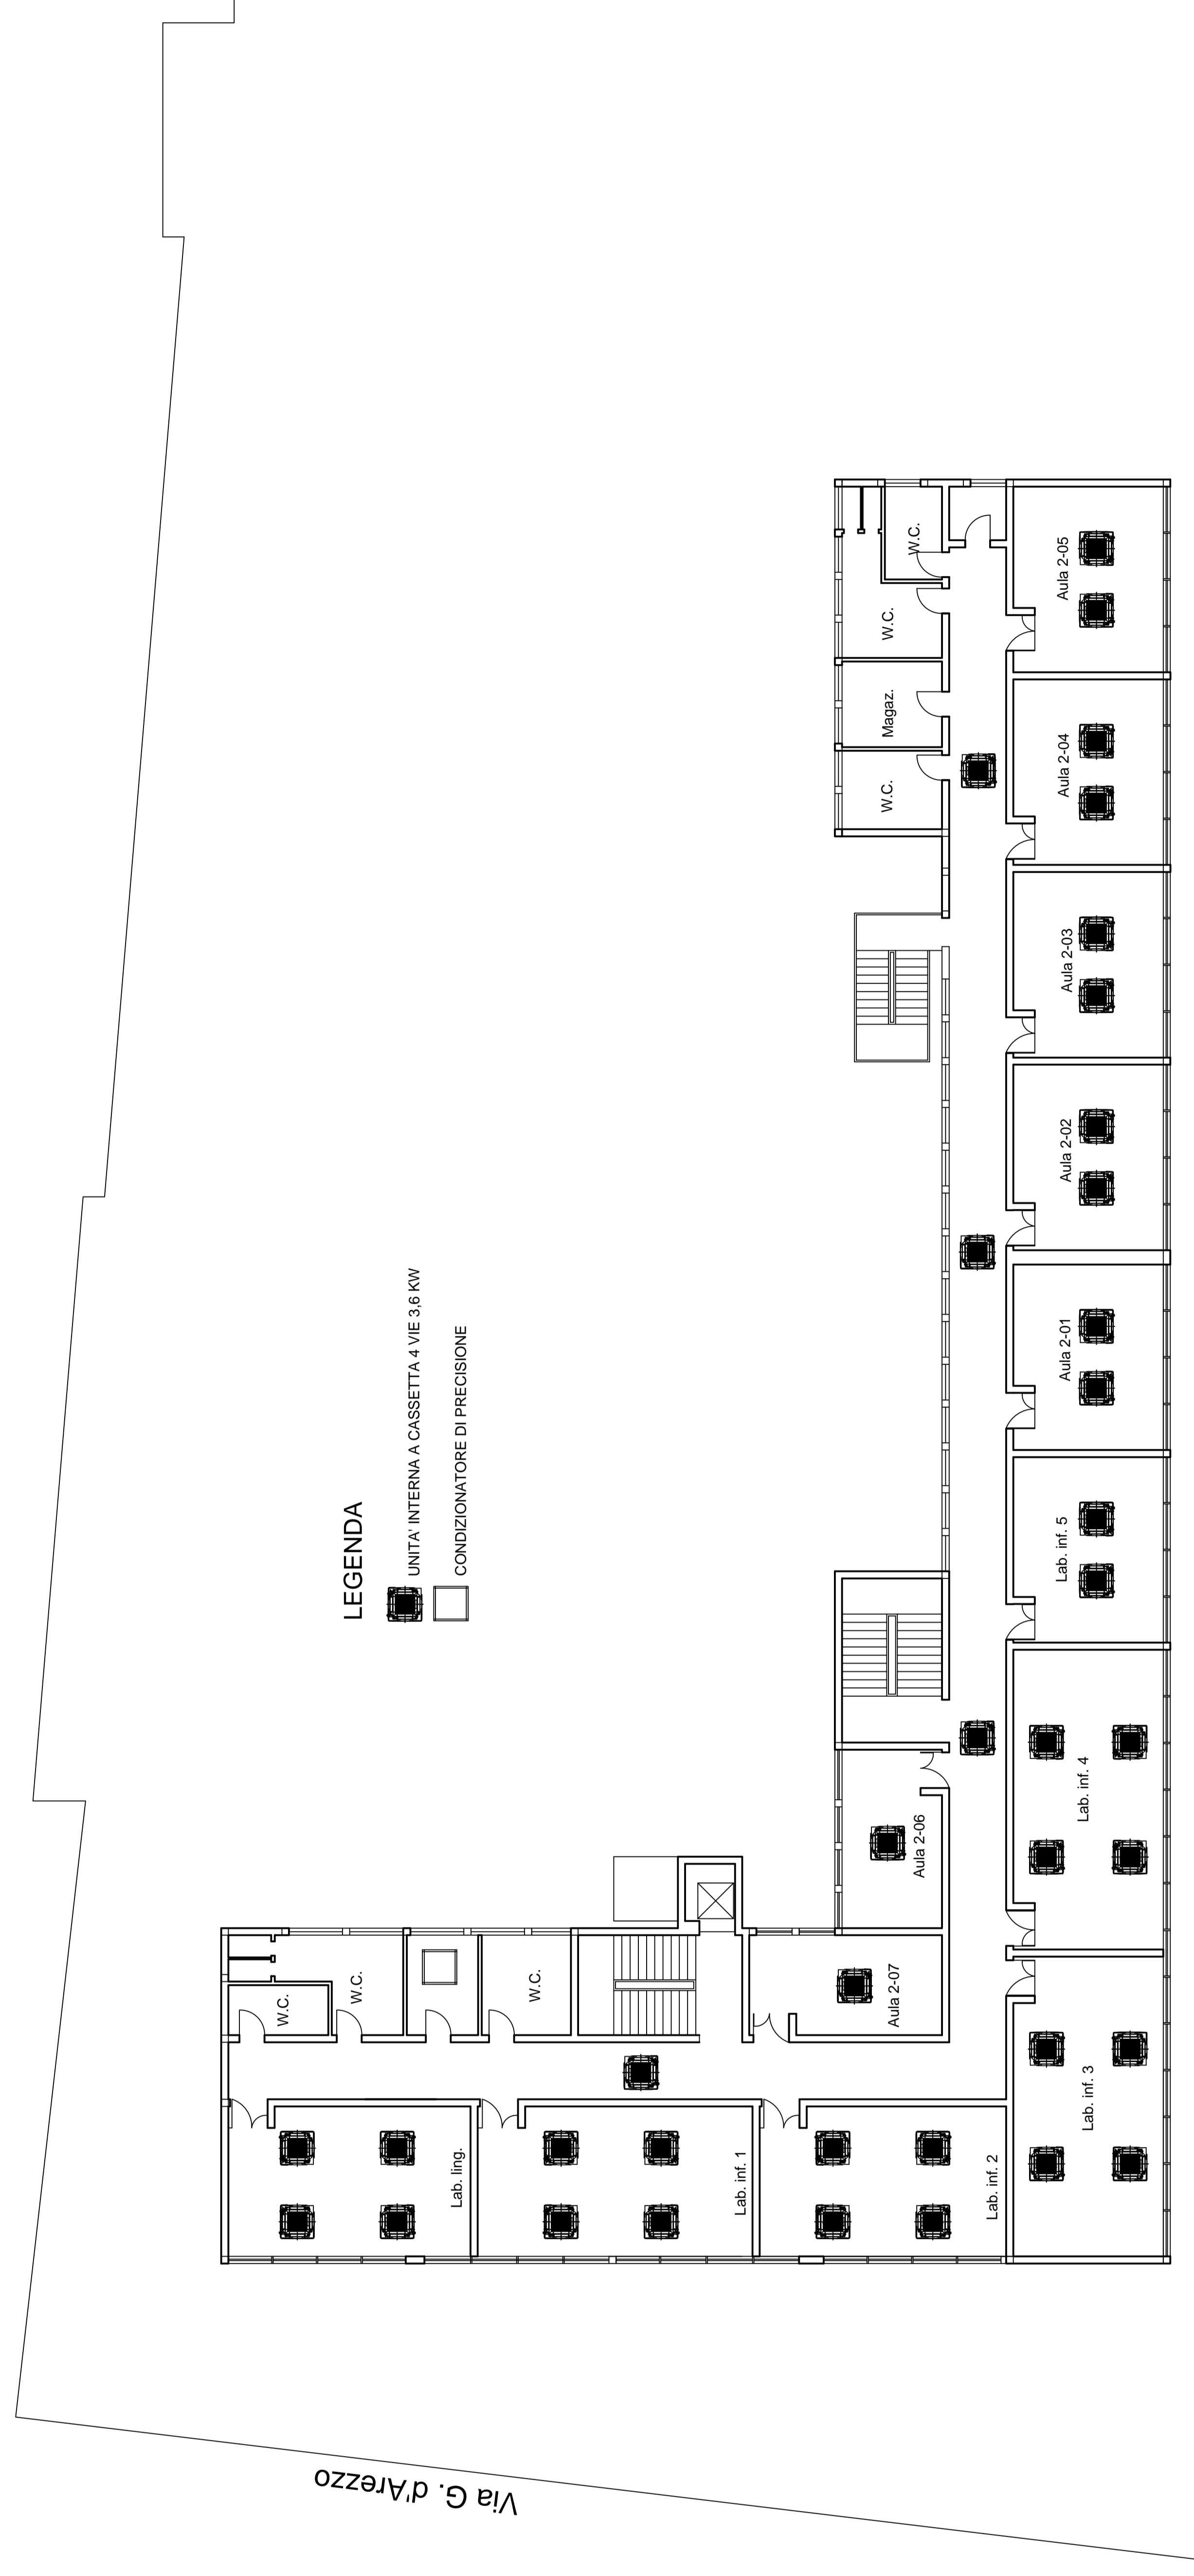 LEGENDA
UNITA' INTERNA A CASSETTA 4 VIE 3,6 KW
CONDIZIONATORE DI PRECISIONE
W.C.
W.C.
W.C.
Lab. ling.
Lab. inf. 1
Lab. inf. 2
Aula 2-07
Aula 2-06
Lab. inf. 3
Lab. inf. 4
Lab. inf. 5
Aula 2-01
Aula 2-02
Aula 2-03
Aula 2-04
Aula 2-05
W.C.
Magaz.
W.C.
W.C.
Via G. d'Arezzo